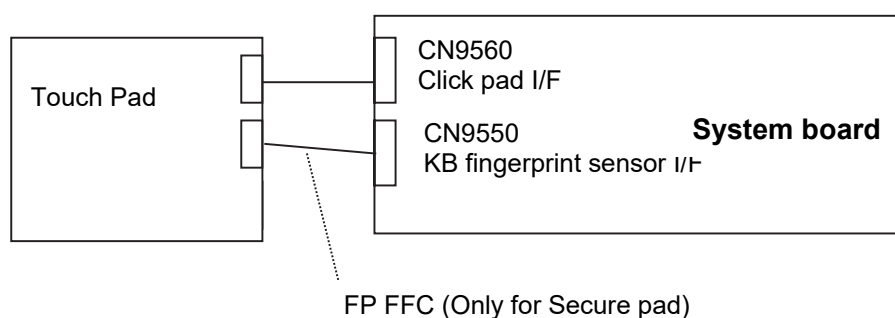 CN9560
Click pad I/F
Touch Pad
CN9550
System board
KB fingerprint sensor I/F
FP FFC (Only for Secure pad)